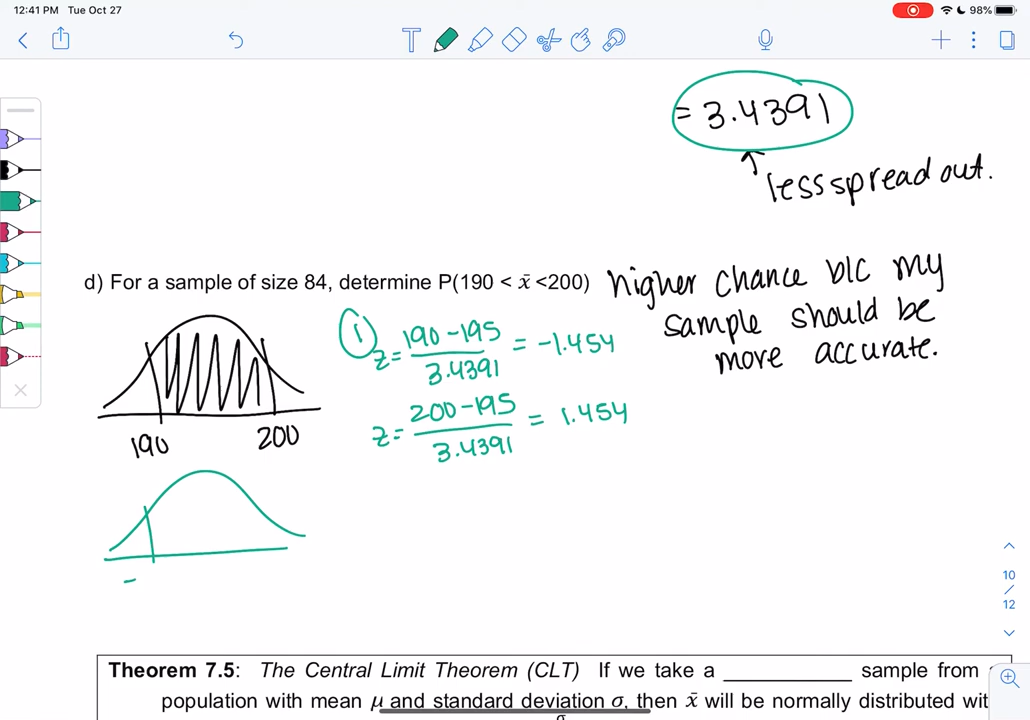 12:41 PM Tue Oct 27
98%
T
= 3.4391
less spread out.
d) For a sample of size 84, determine P(190 < x̄ <200)
higher chance b/c my
sample should be
more accurate.
1
z = 190 - 195 / 3.4391 = -1.454
z = 200 - 195 / 3.4391 = 1.454
190 200
-
10
/
12
Theorem 7.5: The Central Limit Theorem (CLT) If we take a __________ sample from
population with mean μ and standard deviation σ, then x̄ will be normally distributed wit